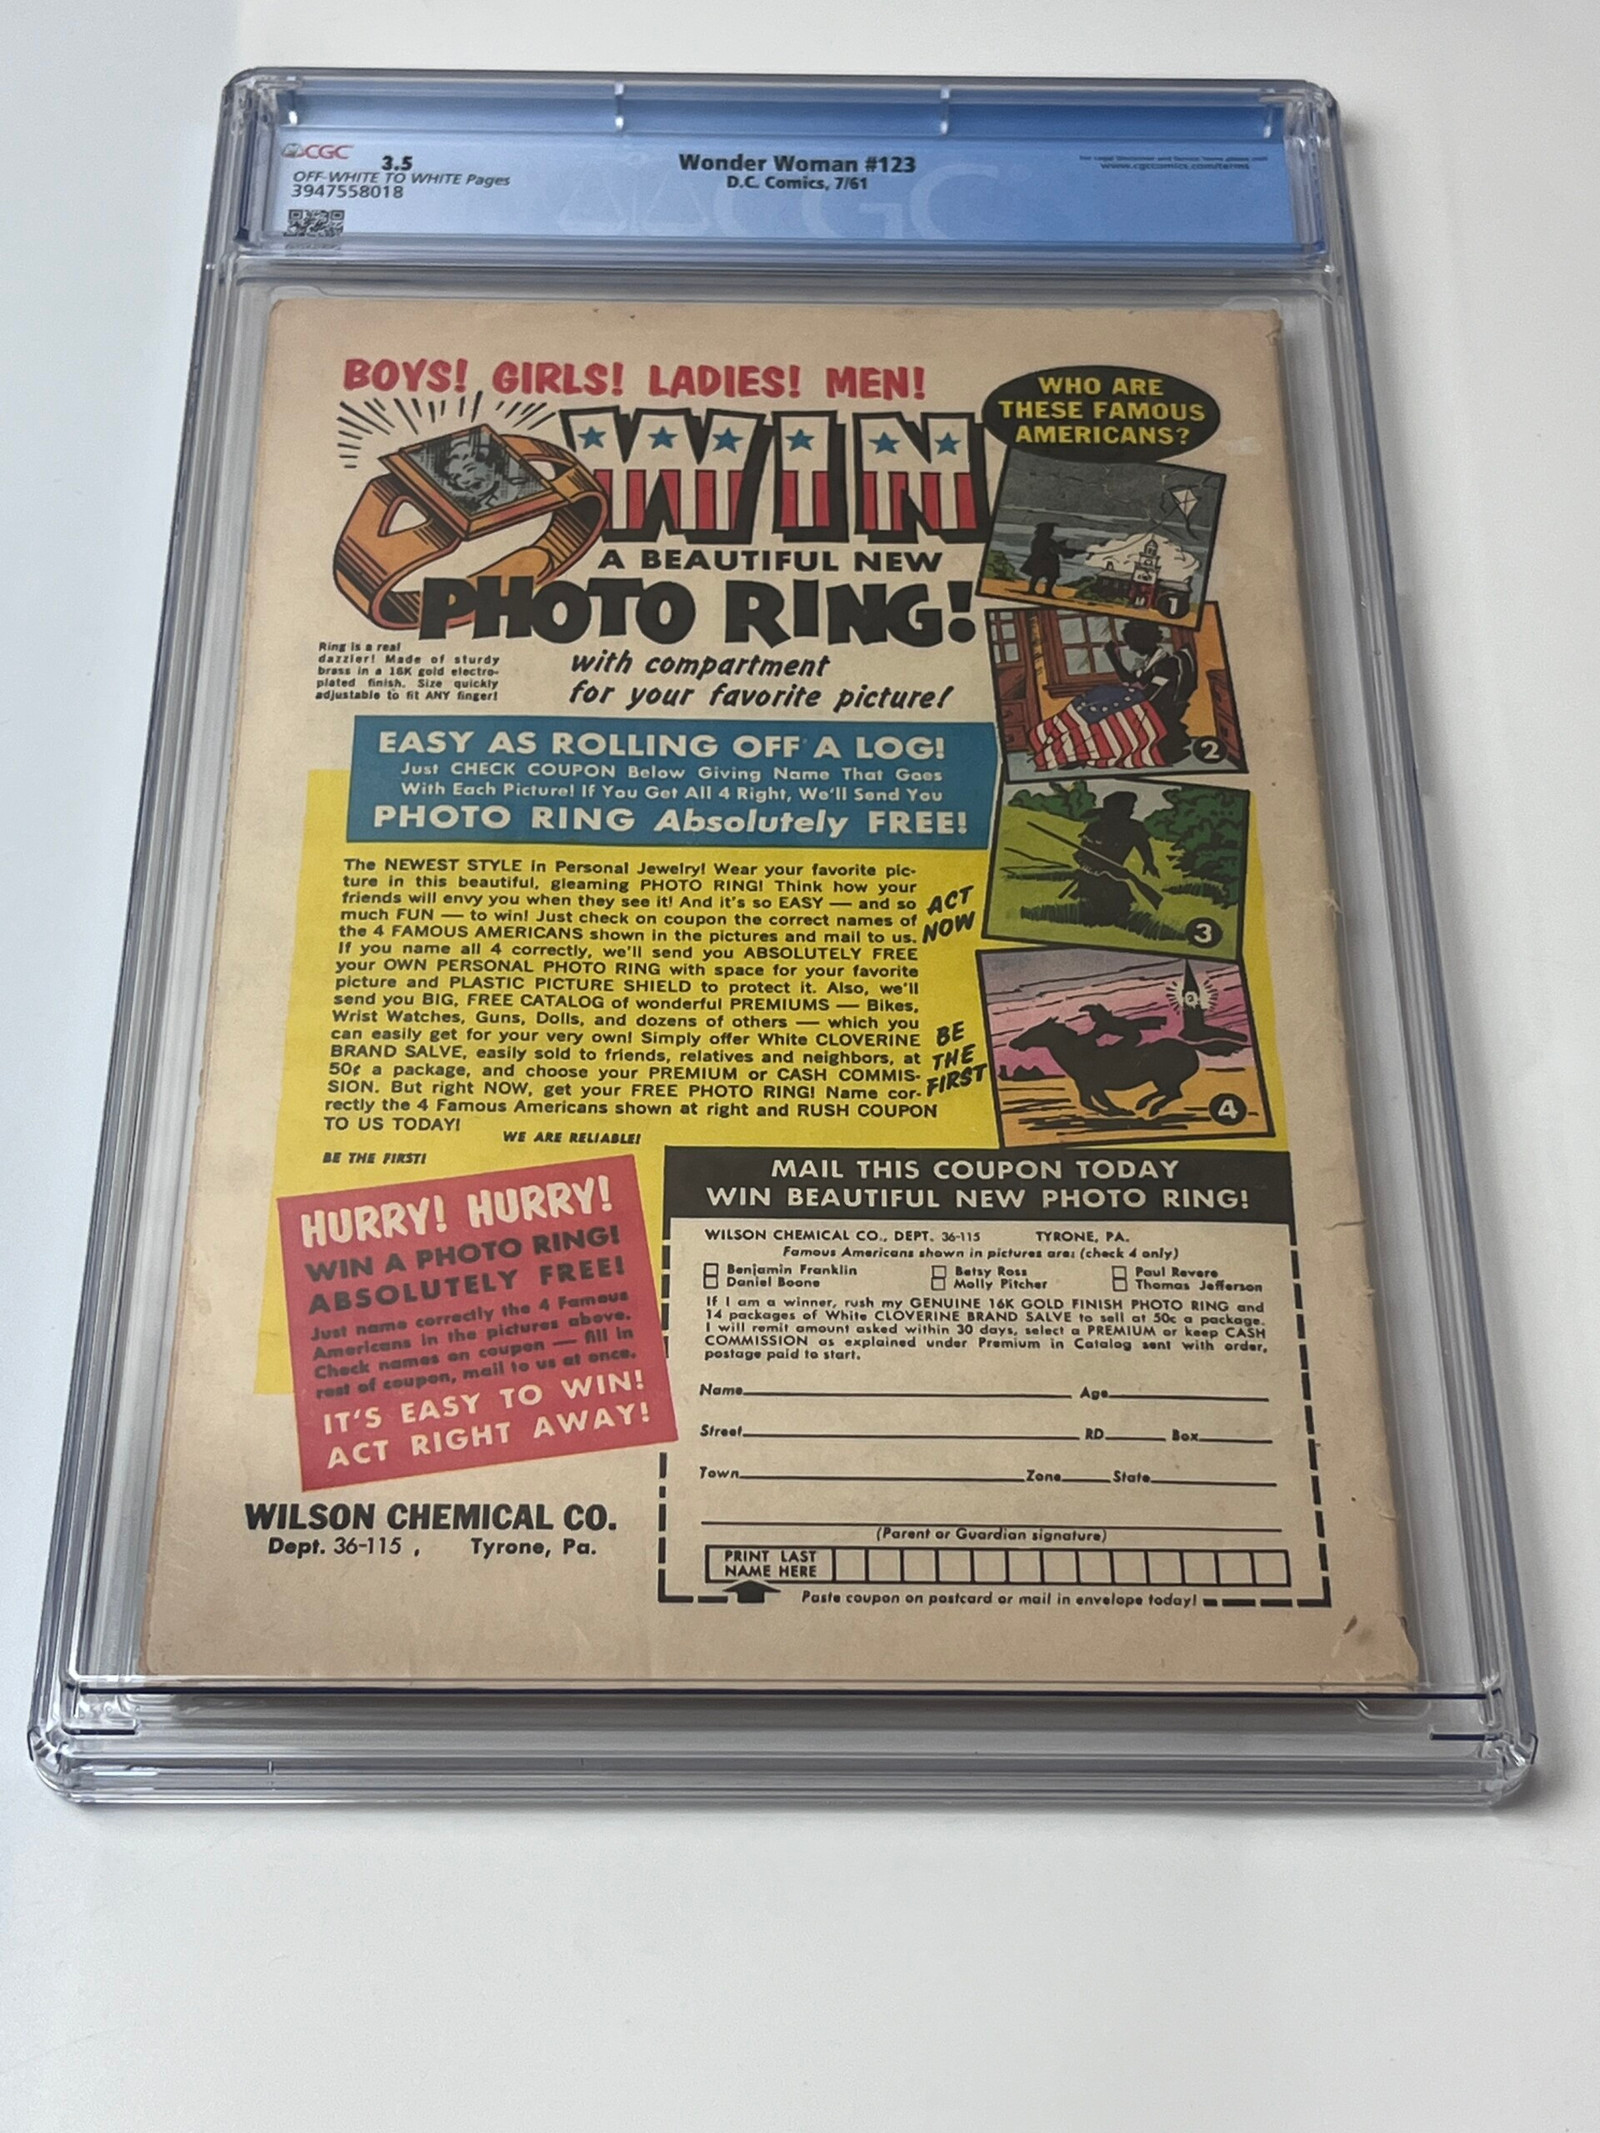 CGC
3.5
OFF-WHITE TO WHITE Pages
3947558018
Wonder Woman #123
D.C. Comics, 7/61
www.cgccomics.com/terms
CGC
BOYS! GIRLS! LADIES! MEN!
WIN
A BEAUTIFUL NEW
PHOTO RING!
with compartment
for your favorite picture!
Ring is a real
dazzler! Made of sturdy
brass in a 16K gold electro-
plated finish. Size quickly
adjustable to fit ANY finger!
WHO ARE
THESE FAMOUS
AMERICANS?
1
2
3
4
EASY AS ROLLING OFF A LOG!
Just CHECK COUPON Below Giving Name That Goes
With Each Picture! If You Get All 4 Right, We'll Send You
PHOTO RING Absolutely FREE!
The NEWEST STYLE in Personal Jewelry! Wear your favorite pic-
ture in this beautiful, gleaming PHOTO RING! Think how your
friends will envy you when they see it! And it's so EASY — and so
much FUN — to win! Just check on coupon the correct names of
the 4 FAMOUS AMERICANS shown in the pictures and mail to us.
If you name all 4 correctly, we'll send you ABSOLUTELY FREE
your OWN PERSONAL PHOTO RING with space for your favorite
picture and PLASTIC PICTURE SHIELD to protect it. Also, we'll
send you BIG, FREE CATALOG of wonderful PREMIUMS — Bikes,
Wrist Watches, Guns, Dolls, and dozens of others — which you
can easily get for your very own! Simply offer White CLOVERINE
BRAND SALVE, easily sold to friends, relatives and neighbors, at
50¢ a package, and choose your PREMIUM or CASH COMMIS-
SION. But right NOW, get your FREE PHOTO RING! Name cor-
rectly the 4 Famous Americans shown at right and RUSH COUPON
TO US TODAY!
WE ARE RELIABLE!
BE THE FIRST!
ACT
NOW
BE
THE
FIRST
HURRY! HURRY!
WIN A PHOTO RING!
ABSOLUTELY FREE!
Just name correctly the 4 Famous
Americans in the pictures above.
Check names on coupon — fill in
rest of coupon, mail to us at once.
IT'S EASY TO WIN!
ACT RIGHT AWAY!
WILSON CHEMICAL CO.
Dept. 36-115, Tyrone, Pa.
MAIL THIS COUPON TODAY
WIN BEAUTIFUL NEW PHOTO RING!
WILSON CHEMICAL CO., DEPT. 36-115 TYRONE, PA.
Famous Americans shown in pictures are: (check 4 only)
Benjamin Franklin Betsy Ross Paul Revere
Daniel Boone Molly Pitcher Thomas Jefferson
If I am a winner, rush my GENUINE 16K GOLD FINISH PHOTO RING and
14 packages of White CLOVERINE BRAND SALVE to sell at 50c a package.
I will remit amount asked within 30 days, select a PREMIUM or keep CASH
COMMISSION as explained under Premium in Catalog sent with order,
postage paid to start.
Name Age
Street RD Box
Town Zone State
(Parent or Guardian signature)
PRINT LAST
NAME HERE
Paste coupon on postcard or mail in envelope today!